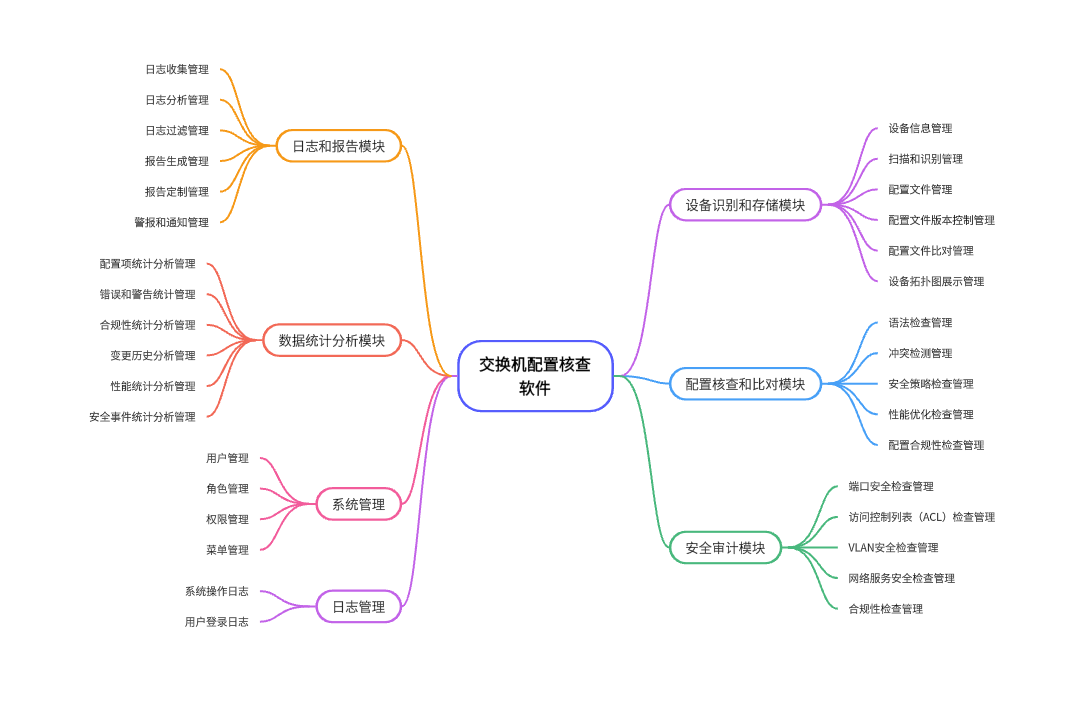 交换机配置核查
软件
日志和报告模块
日志收集管理
日志分析管理
日志过滤管理
报告生成管理
报告定制管理
警报和通知管理
数据统计分析模块
配置项统计分析管理
错误和警告统计管理
合规性统计分析管理
变更历史分析管理
性能统计分析管理
安全事件统计分析管理
系统管理
用户管理
角色管理
权限管理
菜单管理
日志管理
系统操作日志
用户登录日志
设备识别和存储模块
设备信息管理
扫描和识别管理
配置文件管理
配置文件版本控制管理
配置文件比对管理
设备拓扑图展示管理
配置核查和比对模块
语法检查管理
冲突检测管理
安全策略检查管理
性能优化检查管理
配置合规性检查管理
安全审计模块
端口安全检查管理
访问控制列表（ACL）检查管理
VLAN安全检查管理
网络服务安全检查管理
合规性检查管理